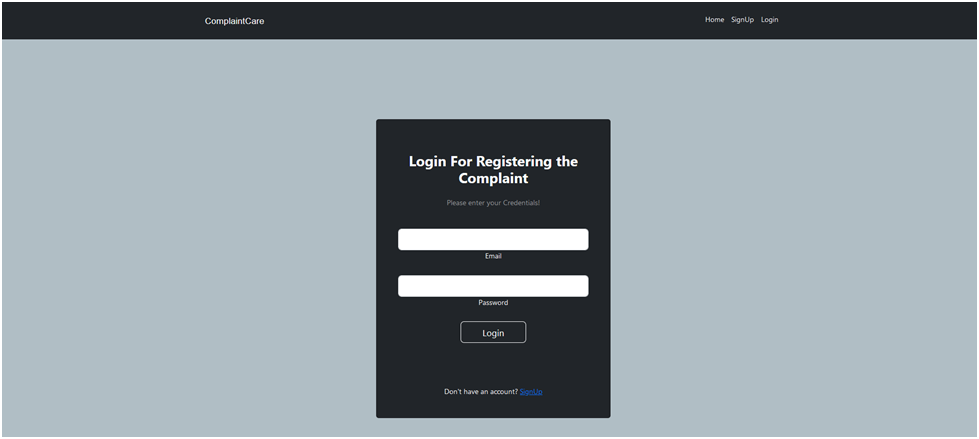 ComplaintCare
Home SignUp Login
Login For Registering the
Complaint
Please enter your Credentials!
Email
Password
Login
Don't have an account? SignUp